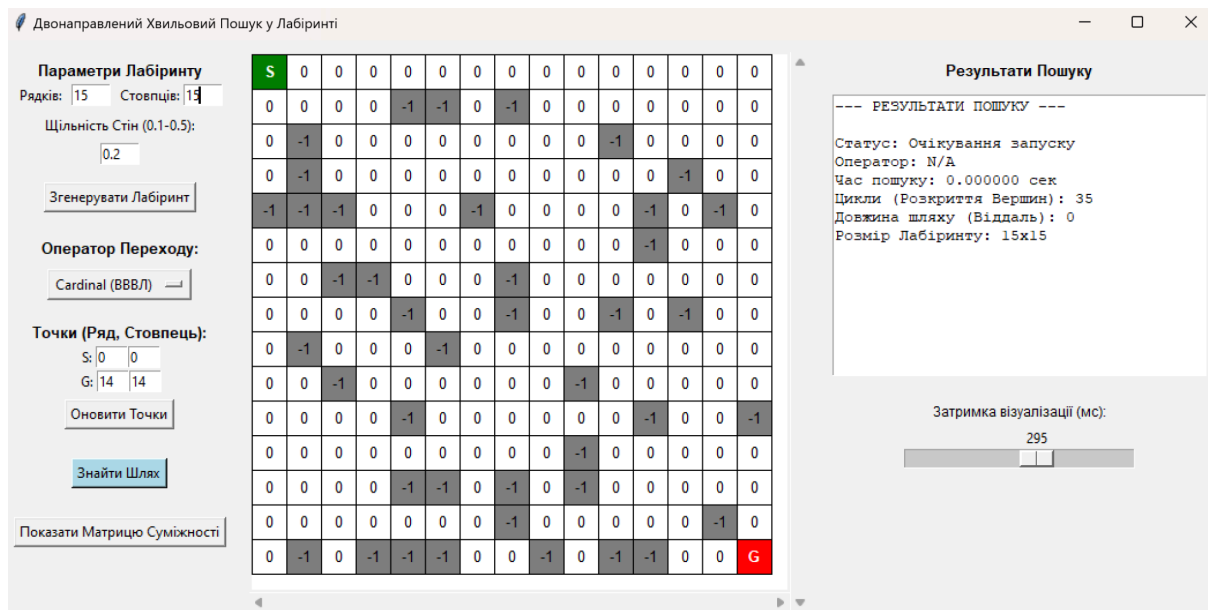 Двонаправлений Хвильовий Пошук у Лабіринті
Параметри Лабіринту
Рядків: 15 Стовпців: 15
Щільність Стін (0.1-0.5):
0.2
Згенерувати Лабіринт
Оператор Переходу:
Cardinal (ВВВЛ)
Точки (Ряд, Стовпець):
S: 0 0
G: 14 14
Оновити Точки
Знайти Шлях
Показати Матрицю Суміжності
S 0 0 0 0 0 0 0 0 0 0 0 0 0 0
0 0 0 0 -1 -1 0 -1 0 0 0 0 0 0 0
0 -1 0 0 0 0 0 0 0 0 -1 0 0 0 0
0 -1 0 0 0 0 0 0 0 0 0 0 -1 0 0
-1 -1 -1 0 0 0 -1 0 0 0 0 -1 0 -1 0
0 0 0 0 0 0 0 0 0 0 0 -1 0 0 0
0 0 -1 -1 0 0 0 -1 0 0 0 0 0 0 0
0 0 0 0 -1 0 0 -1 0 0 -1 0 -1 0 0
0 -1 0 0 0 -1 0 0 0 0 0 0 0 0 0
0 0 -1 0 0 0 0 0 0 -1 0 0 0 0 0
0 0 0 0 -1 0 0 0 0 0 0 -1 0 0 -1
0 0 0 0 0 0 0 0 0 -1 0 0 0 0 0
0 0 0 0 -1 -1 0 -1 0 -1 0 0 0 0 0
0 0 0 0 0 0 0 -1 0 0 0 0 0 -1 0
0 -1 0 -1 -1 -1 0 0 -1 0 -1 -1 0 0 G
Результати Пошуку
--- РЕЗУЛЬТАТИ ПОШУКУ ---
Статус: Очікування запуску
Оператор: N/A
Час пошуку: 0.000000 сек
Цикли (Розкриття Вершин): 35
Довжина шляху (Віддаль): 0
Розмір Лабіринту: 15x15
Затримка візуалізації (мс):
295